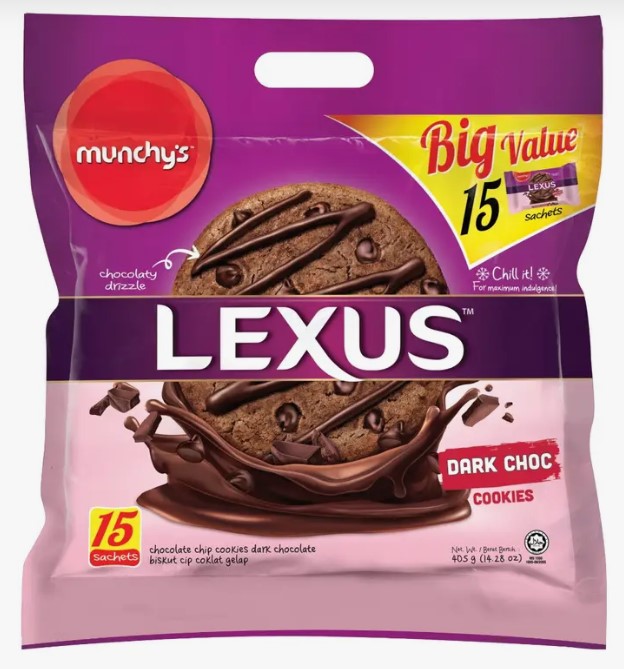 munchy's
Big Value
15
LEXUS
sachets
chocolaty
drizzle
Chill it!
For maximum indulgence!
LEXUS™
DARK CHOC
COOKIES
15
sachets
chocolate chip cookies dark chocolate
biskut cip coklat gelap
Net. Wt. / Berat Bersih :
405 g (14.28 oz)